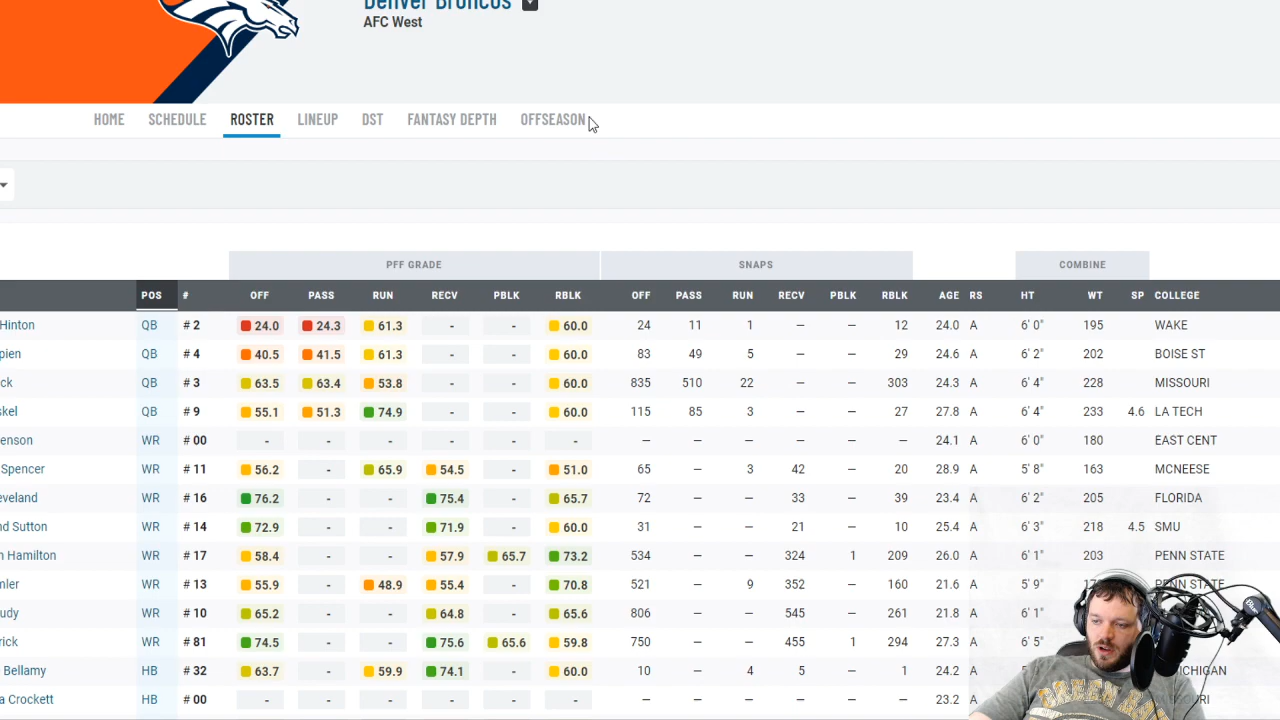 Denver Broncos
AFC West
HOME SCHEDULE ROSTER LINEUP DST FANTASY DEPTH OFFSEASON
PFF GRADE SNAPS COMBINE
POS # OFF PASS RUN RECV PBLK RBLK OFF PASS RUN RECV PBLK RBLK AGE RS HT WT SP COLLEGE
Hinton QB # 2 24.0 24.3 61.3 - - 60.0 24 11 1 — — 12 24.0 A 6' 0" 195 WAKE
pien QB # 4 40.5 41.5 61.3 - - 60.0 83 49 5 — — 29 24.6 A 6' 2" 202 BOISE ST
ck QB # 3 63.5 63.4 53.8 - - 60.0 835 510 22 — — 303 24.3 A 6' 4" 228 MISSOURI
skel QB # 9 55.1 51.3 74.9 - - 60.0 115 85 3 — — 27 27.8 A 6' 4" 233 4.6 LA TECH
enson WR # 00 - - - - - - — — — — — — 24.1 A 6' 0" 180 EAST CENT
Spencer WR # 11 56.2 - 65.9 54.5 - 51.0 65 — 3 42 — 20 28.9 A 5' 8" 163 MCNEESE
eveland WR # 16 76.2 - - 75.4 - 65.7 72 — — 33 — 39 23.4 A 6' 2" 205 FLORIDA
nd Sutton WR # 14 72.9 - - 71.9 - 60.0 31 — — 21 — 10 25.4 A 6' 3" 218 4.5 SMU
n Hamilton WR # 17 58.4 - - 57.9 65.7 73.2 534 — — 324 1 209 26.0 A 6' 1" 203 PENN STATE
mler WR # 13 55.9 - 48.9 55.4 - 70.8 521 — 9 352 — 160 21.6 A 5' 9" PENN STATE
udy WR # 10 65.2 - - 64.8 - 65.6 806 — — 545 — 261 21.8 A 6' 1"
rick WR # 81 74.5 - - 75.6 65.6 59.8 750 — — 455 1 294 27.3 A 6' 5"
Bellamy HB # 32 63.7 - 59.9 74.1 - 60.0 10 — 4 5 — 1 24.2 A MICHIGAN
a Crockett HB # 00 - - - - - - — — — — — — 23.2 A